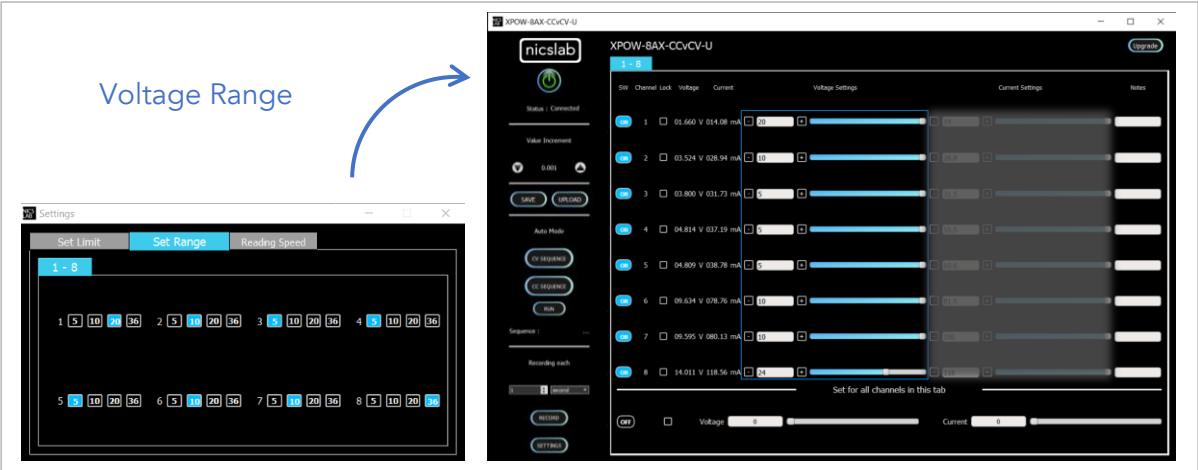 Voltage Range
NICS LAB Settings
Set Limit Set Range Reading Speed
1 - 8
1 5 10 20 36 2 5 10 20 36 3 5 10 20 36 4 5 10 20 36
5 5 10 20 36 6 5 10 20 36 7 5 10 20 36 8 5 10 20 36
XPOW-8AX-CCvCV-U
nicslab
Status : Connected
Value Increment
0.001
SAVE UPLOAD
Auto Mode
CV SEQUENCE
CC SEQUENCE
RUN
Sequence : ...
Recording each
1 second
RECORD
SETTINGS
XPOW-8AX-CCvCV-U
Upgrade
1 - 8
SW Channel Lock Voltage Current Voltage Settings Current Settings Notes
ON 1 01.660 V 014.08 mA - 20 +
ON 2 03.524 V 028.94 mA - 10 +
ON 3 03.800 V 031.73 mA - 5 +
ON 4 04.814 V 037.19 mA - 5 +
ON 5 04.809 V 038.78 mA - 5 +
ON 6 09.634 V 078.76 mA - 10 +
ON 7 09.595 V 080.13 mA - 10 +
ON 8 14.011 V 118.56 mA - 24 +
Set for all channels in this tab
OFF Voltage 0 Current 0